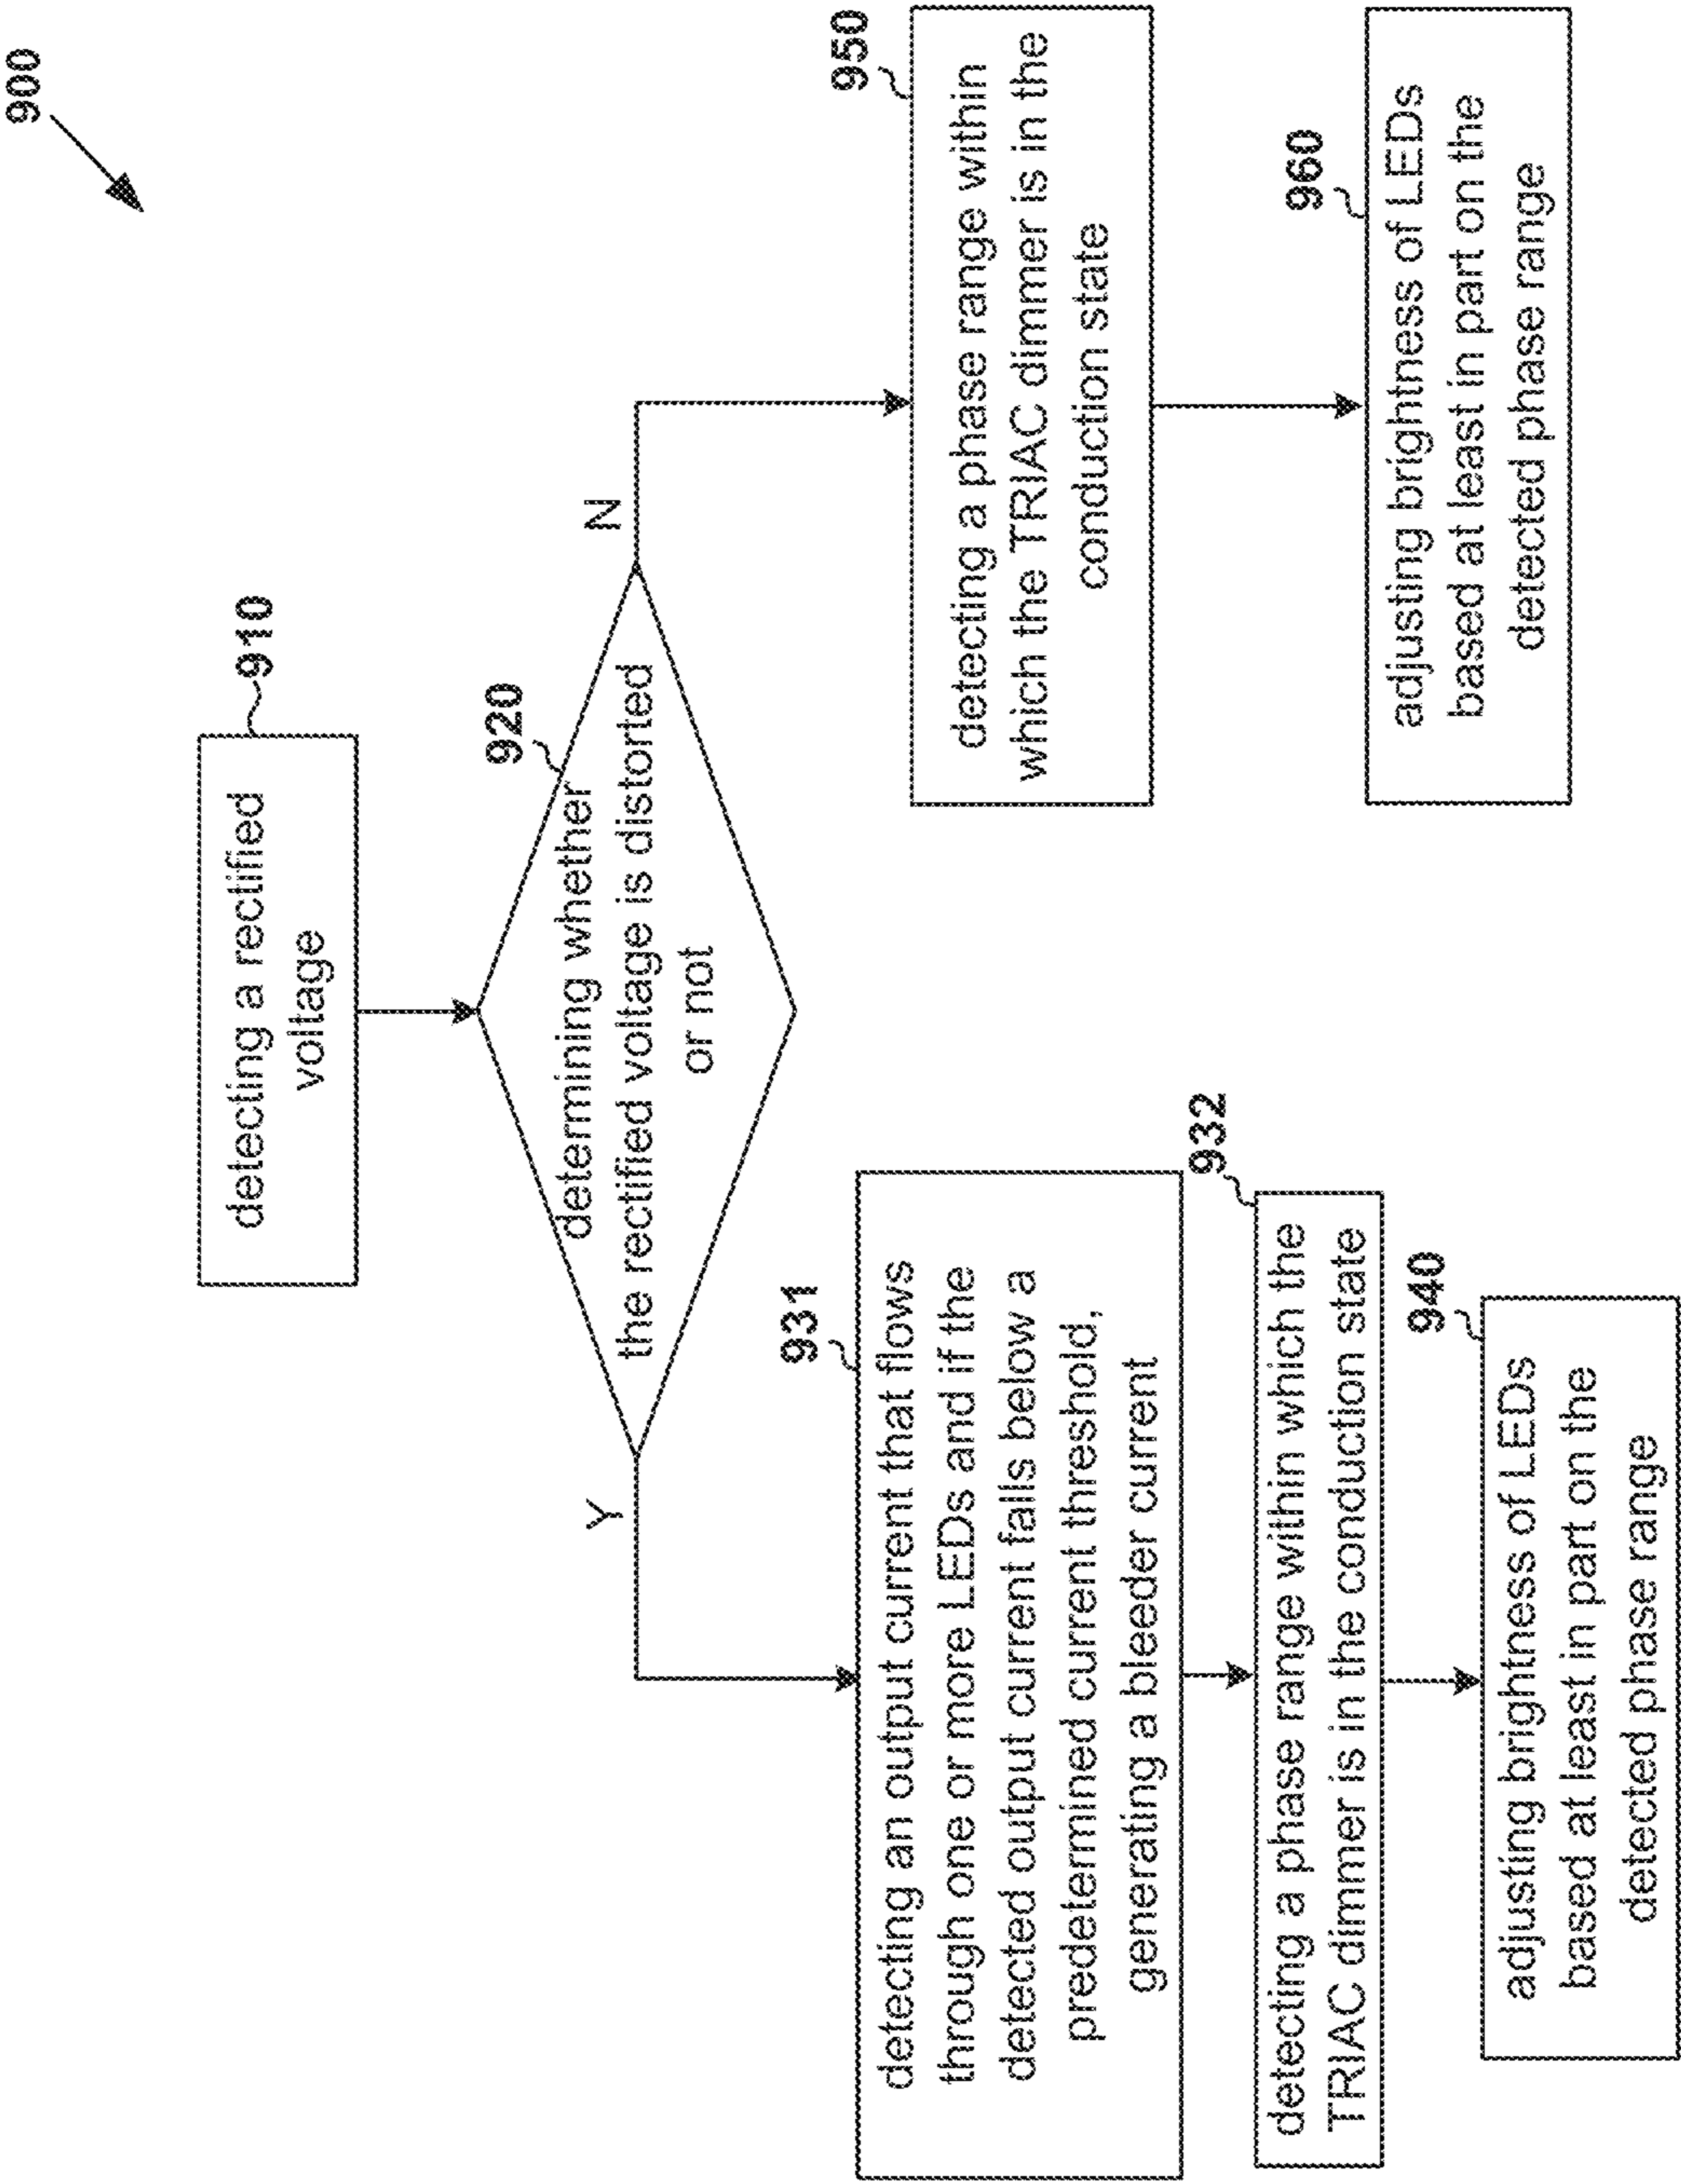 900
910
detecting a rectified
voltage
920
determining whether
the rectified voltage is distorted
or not
Y
N
931
detecting an output current that flows
through one or more LEDs and if the
detected output current falls below a
predetermined current threshold,
generating a bleeder current
932
detecting a phase range within which the
TRIAC dimmer is in the conduction state
940
adjusting brightness of LEDs
based at least in part on the
detected phase range
950
detecting a phase range within
which the TRIAC dimmer is in the
conduction state
960
adjusting brightness of LEDs
based at least in part on the
detected phase range